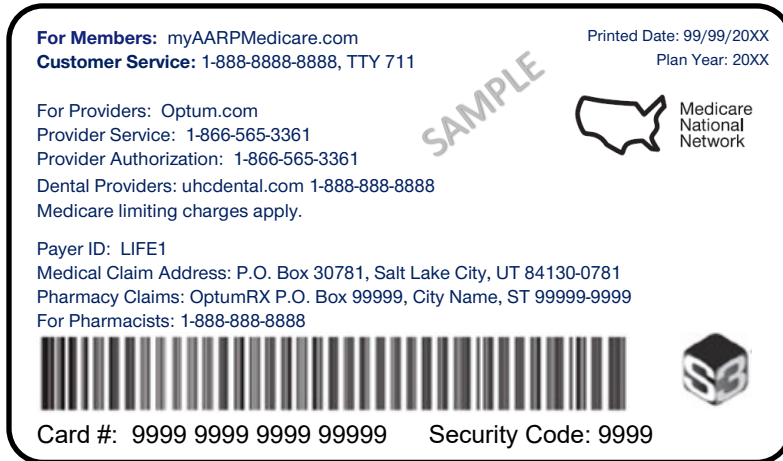 For Members: myAARPMedicare.com
Customer Service: 1-888-8888-8888, TTY 711
Printed Date: 99/99/20XX
Plan Year: 20XX
SAMPLE
Medicare
National
Network
For Providers: Optum.com
Provider Service: 1-866-565-3361
Provider Authorization: 1-866-565-3361
Dental Providers: uhcdental.com 1-888-888-8888
Medicare limiting charges apply.
Payer ID: LIFE1
Medical Claim Address: P.O. Box 30781, Salt Lake City, UT 84130-0781
Pharmacy Claims: OptumRX P.O. Box 99999, City Name, ST 99999-9999
For Pharmacists: 1-888-888-8888
S3
Card #: 9999 9999 9999 99999 Security Code: 9999